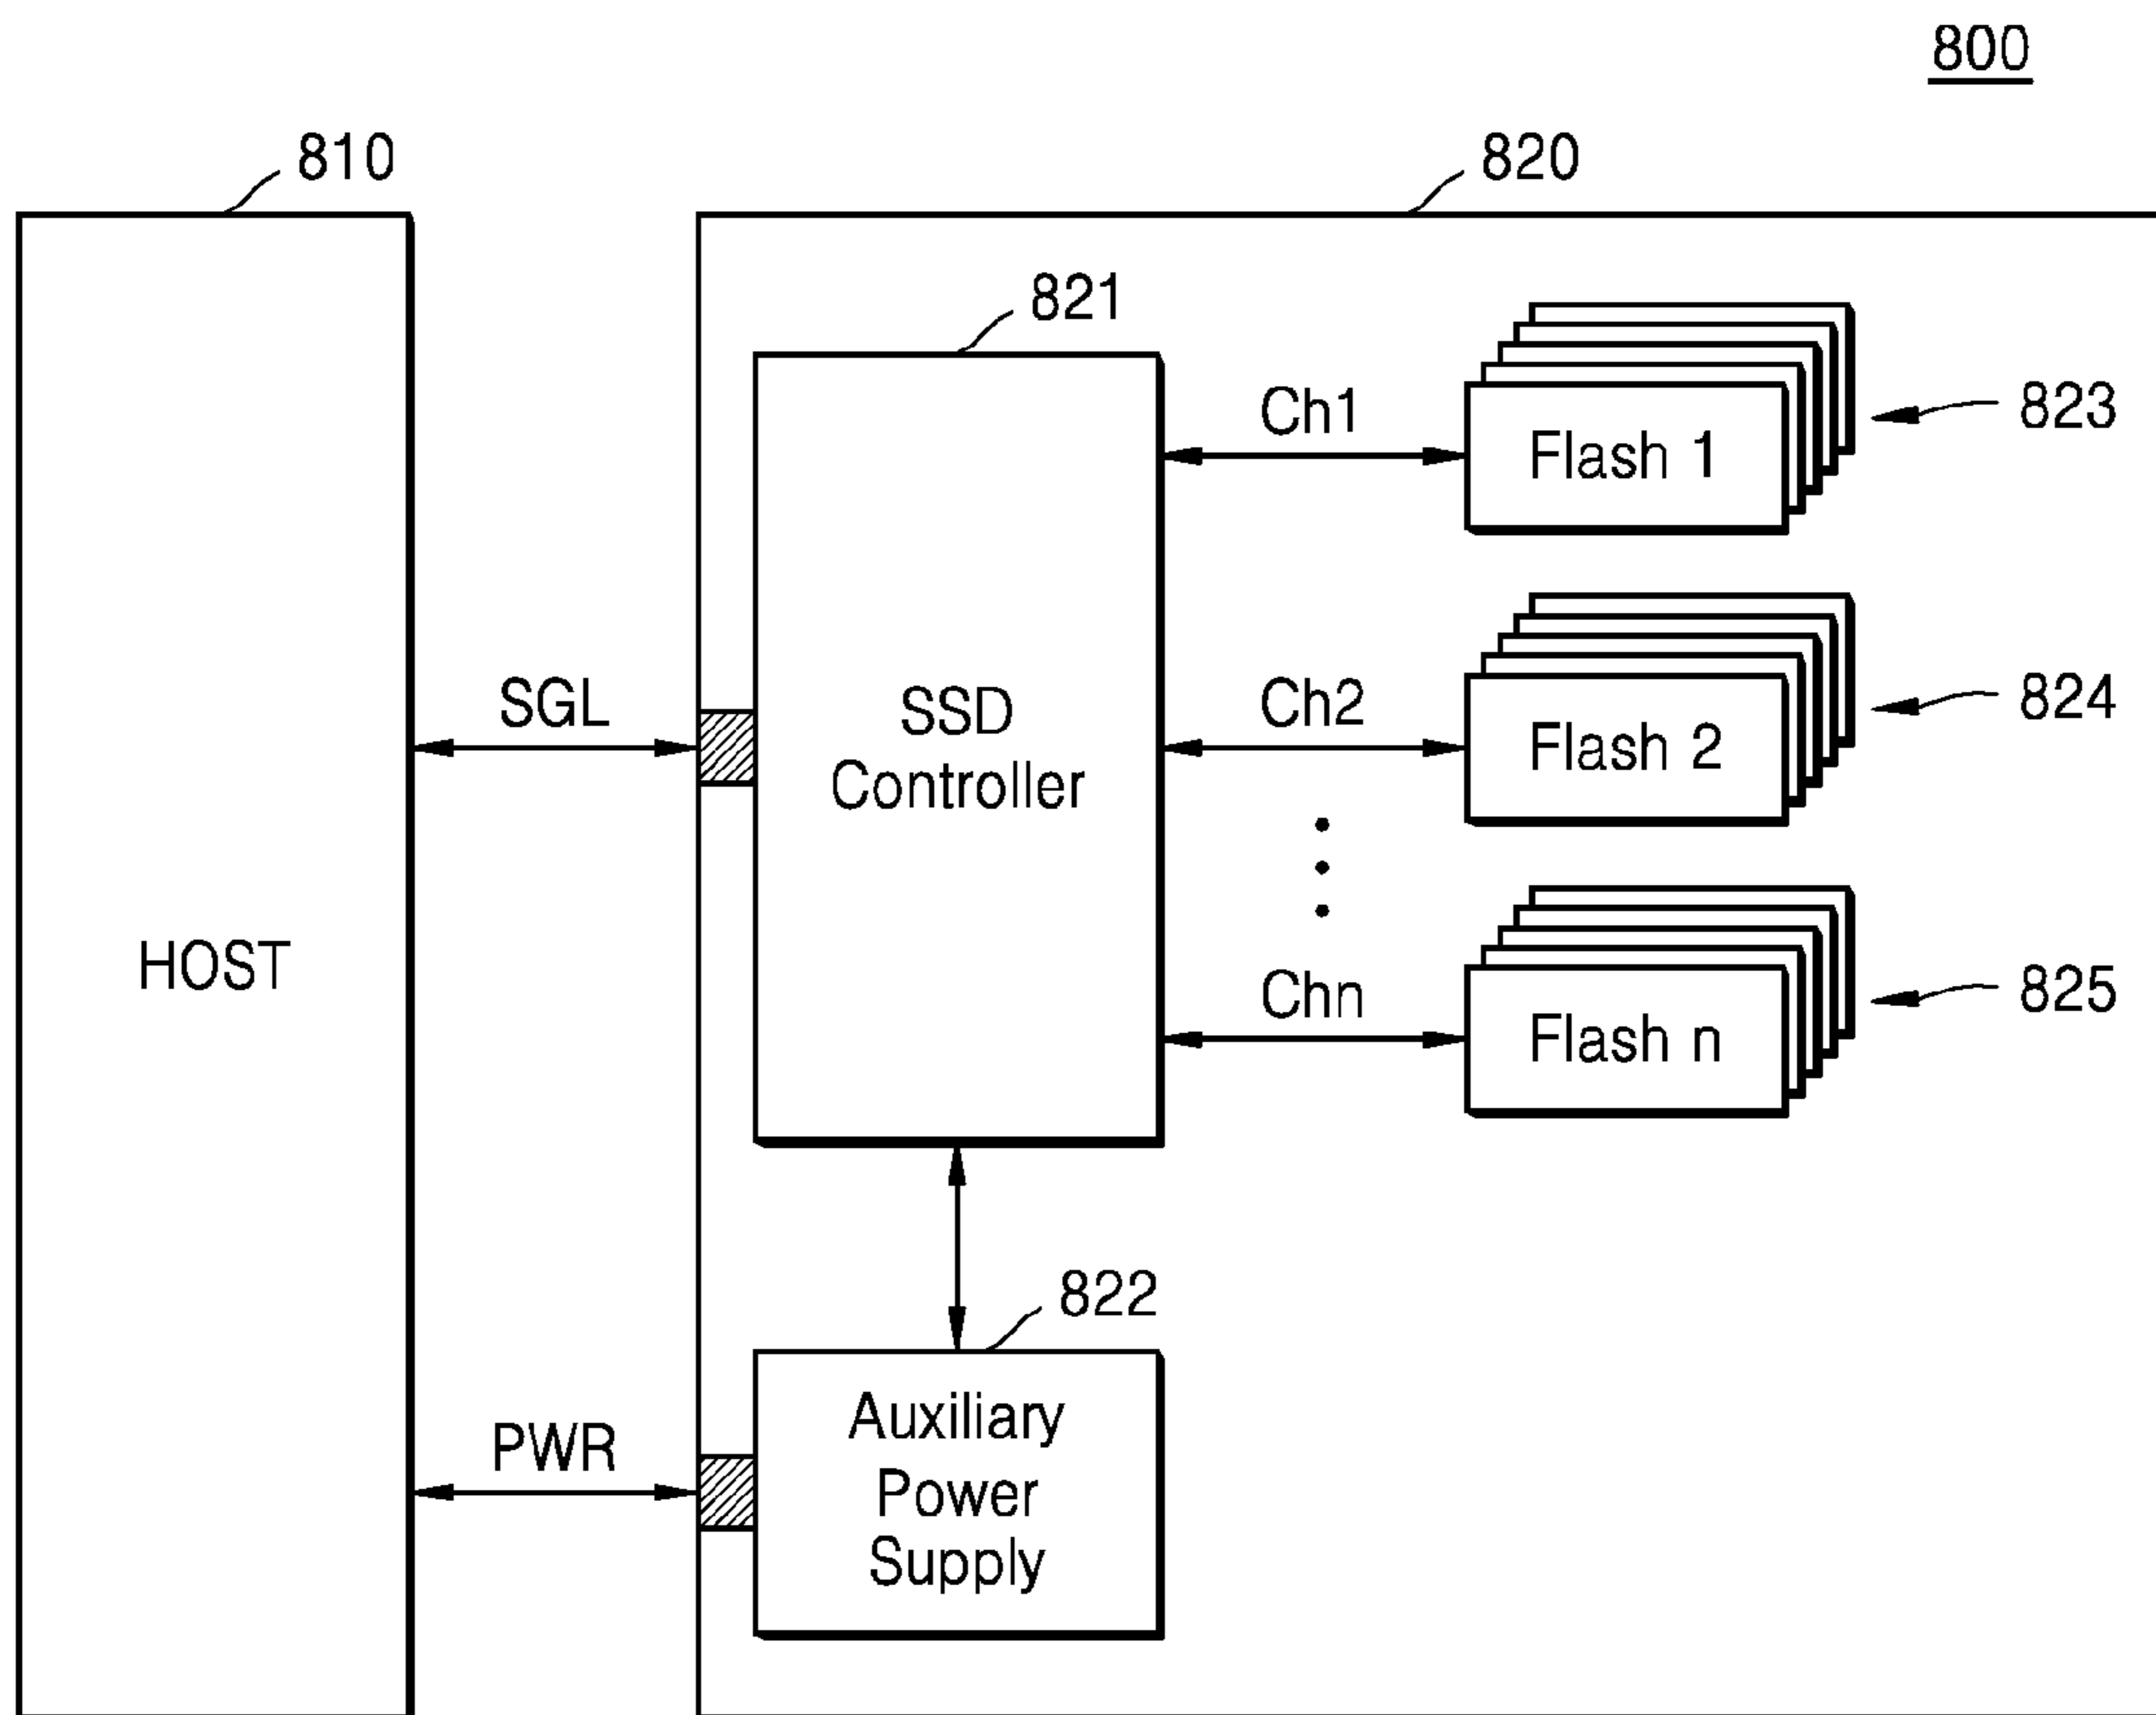 800
810
820
821
Ch1
823
Flash 1
SGL
SSD
Controller
Ch2
824
Flash 2
HOST
Chn
825
Flash n
822
PWR
Auxiliary
Power
Supply